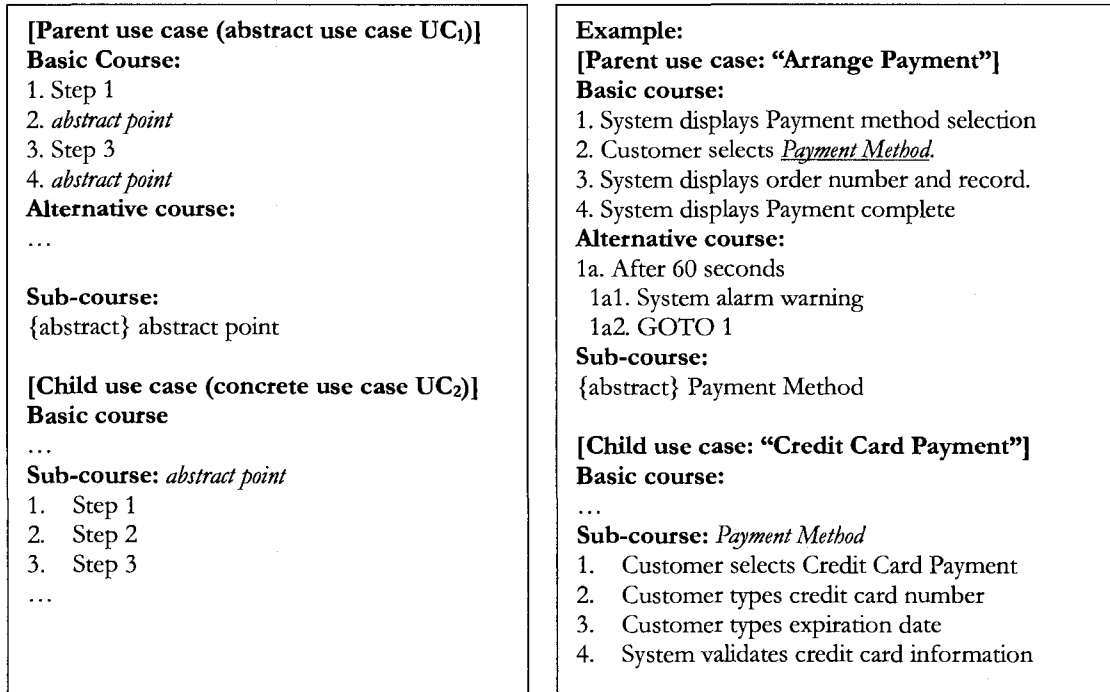 [Parent use case (abstract use case UC₁)]
Basic Course:
1. Step 1
2. abstract point
3. Step 3
4. abstract point
Alternative course:
…
Sub-course:
{abstract} abstract point
[Child use case (concrete use case UC₂)]
Basic course
…
Sub-course: abstract point
1. Step 1
2. Step 2
3. Step 3
…
Example:
[Parent use case: “Arrange Payment”]
Basic course:
1. System displays Payment method selection
2. Customer selects Payment Method.
3. System displays order number and record.
4. System displays Payment complete
Alternative course:
1a. After 60 seconds
1a1. System alarm warning
1a2. GOTO 1
Sub-course:
{abstract} Payment Method
[Child use case: “Credit Card Payment”]
Basic course:
…
Sub-course: Payment Method
1. Customer selects Credit Card Payment
2. Customer types credit card number
3. Customer types expiration date
4. System validates credit card information